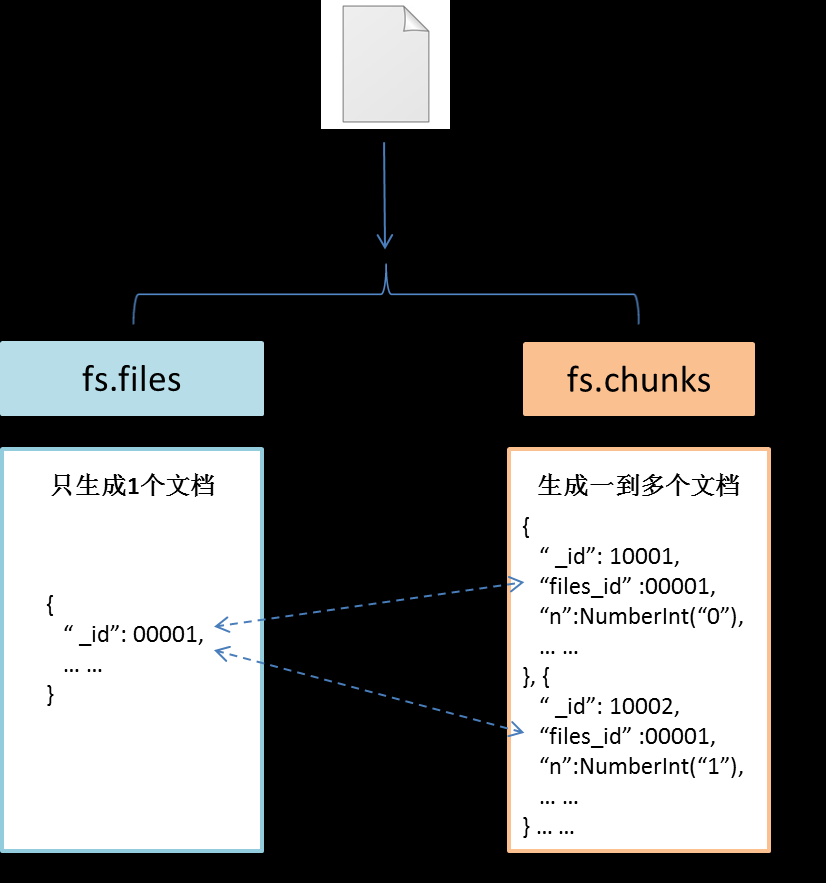 fs.files
fs.chunks
只生成1个文档
{
“ _id”: 00001,
... ...
}
生成一到多个文档
{
“ _id”: 10001,
“files_id” :00001,
“n”:NumberInt(“0”),
... ...
}, {
“ _id”: 10002,
“files_id” :00001,
“n”:NumberInt(“1”),
... ...
} ... ...